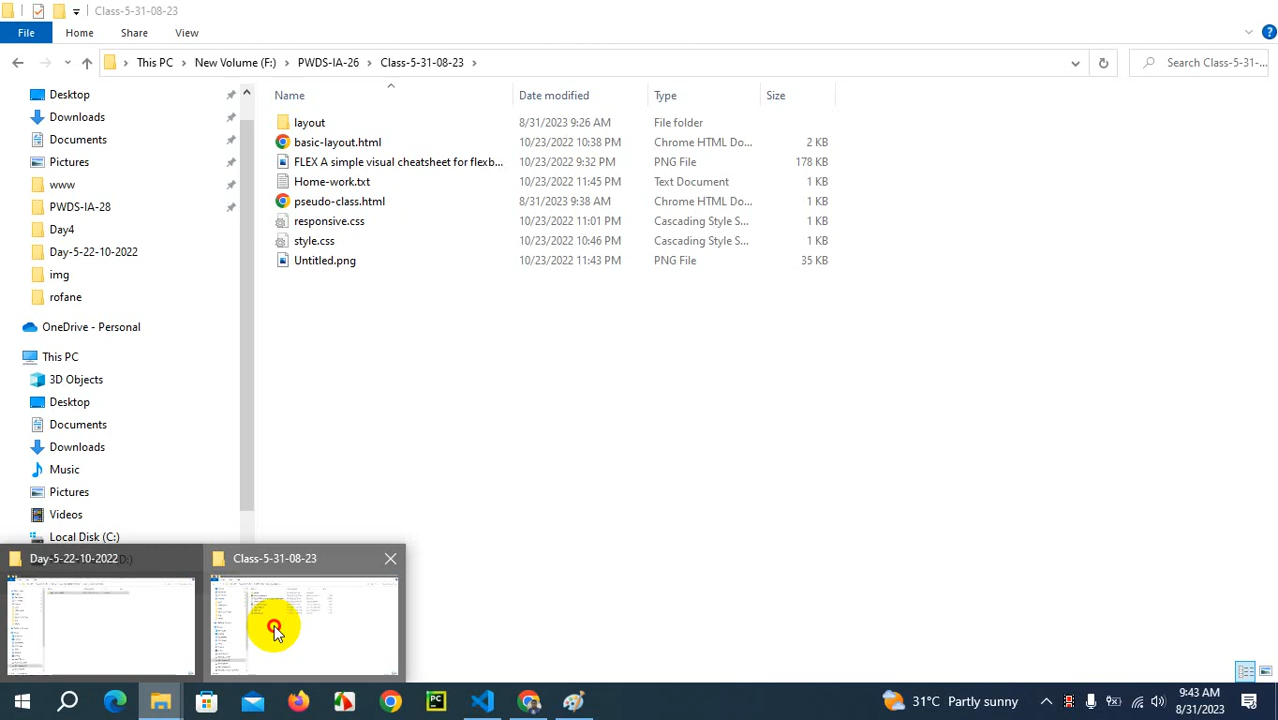 Class-5-31-08-23
File Home Share View
This PC New Volume (F:) PWDS-IA-26 Class-5-31-08-23 Search Class-5-31-...
Desktop
Downloads
Documents
Pictures
www
PWDS-IA-28
Day4
Day-5-22-10-2022
img
rofane
OneDrive - Personal
This PC
3D Objects
Desktop
Documents
Downloads
Music
Pictures
Videos
Local Disk (C:)
Name Date modified Type Size
layout 8/31/2023 9:26 AM File folder
basic-layout.html 10/23/2022 10:38 PM Chrome HTML Do... 2 KB
FLEX A simple visual cheatsheet for flexb... 10/23/2022 9:32 PM PNG File 178 KB
Home-work.txt 10/23/2022 11:45 PM Text Document 1 KB
pseudo-class.html 8/31/2023 9:38 AM Chrome HTML Do... 1 KB
responsive.css 10/23/2022 11:01 PM Cascading Style S... 1 KB
style.css 10/23/2022 10:46 PM Cascading Style S... 1 KB
Untitled.png 10/23/2022 11:43 PM PNG File 35 KB
Day-5-22-10-2022 Class-5-31-08-23
PC
31°C Partly sunny
9:43 AM
8/31/2023